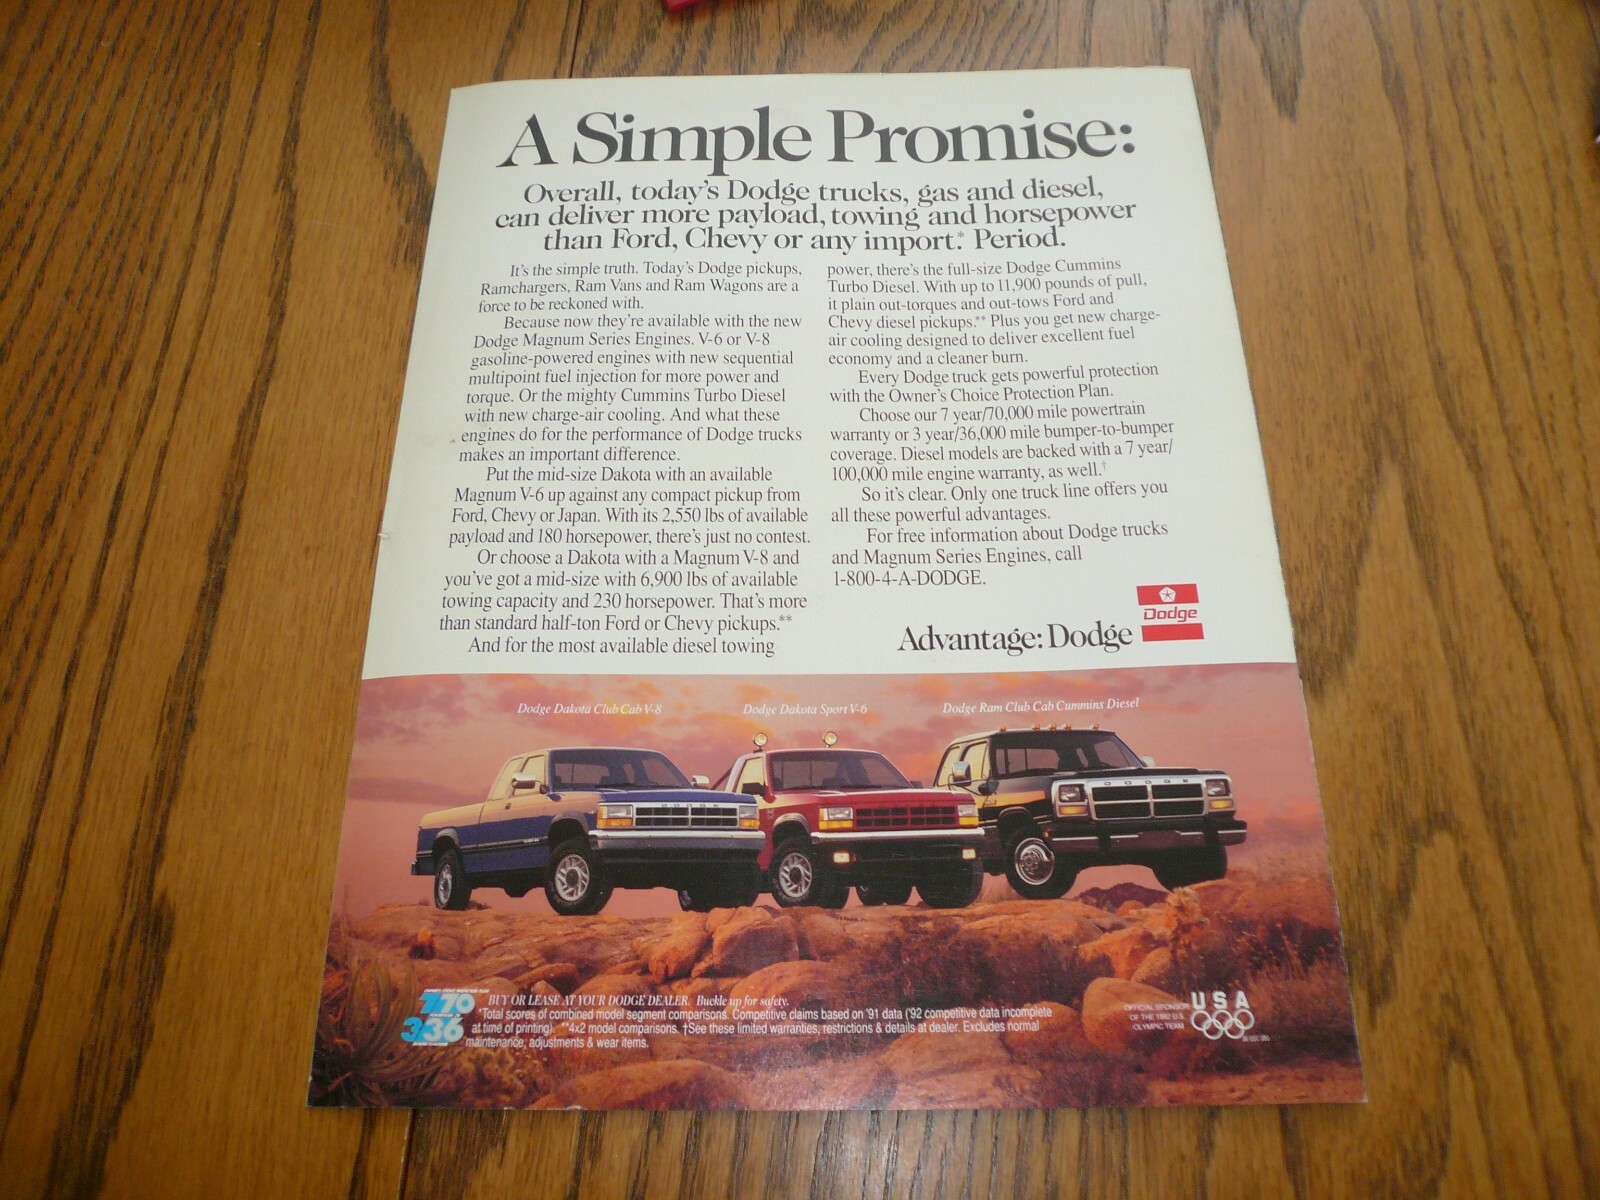 A Simple Promise:
Overall, today's Dodge trucks, gas and diesel,
can deliver more payload, towing and horsepower
than Ford, Chevy or any import.* Period.
It's the simple truth. Today's Dodge pickups,
Ramchargers, Ram Vans and Ram Wagons are a
force to be reckoned with.
Because now they're available with the new
Dodge Magnum Series Engines. V-6 or V-8
gasoline-powered engines with new sequential
multipoint fuel injection for more power and
torque. Or the mighty Cummins Turbo Diesel
with new charge-air cooling. And what these
engines do for the performance of Dodge trucks
makes an important difference.
Put the mid-size Dakota with an available
Magnum V-6 up against any compact pickup from
Ford, Chevy or Japan. With its 2,550 lbs of available
payload and 180 horsepower, there's just no contest.
Or choose a Dakota with a Magnum V-8 and
you've got a mid-size with 6,900 lbs of available
towing capacity and 230 horsepower. That's more
than standard half-ton Ford or Chevy pickups.**
And for the most available diesel towing
power, there's the full-size Dodge Cummins
Turbo Diesel. With up to 11,900 pounds of pull,
it plain out-torques and out-tows Ford and
Chevy diesel pickups.** Plus you get new charge-
air cooling designed to deliver excellent fuel
economy and a cleaner burn.
Every Dodge truck gets powerful protection
with the Owner's Choice Protection Plan.
Choose our 7 year/70,000 mile powertrain
warranty or 3 year/36,000 mile bumper-to-bumper
coverage. Diesel models are backed with a 7 year/
100,000 mile engine warranty, as well.†
So it's clear. Only one truck line offers you
all these powerful advantages.
For free information about Dodge trucks
and Magnum Series Engines, call
1-800-4-A-DODGE.
Advantage: Dodge
Dodge
Dodge Dakota Club Cab V-8
Dodge Dakota Sport V-6
Dodge Ram Club Cab Cummins Diesel
DODGE
DODGE
7/70
3/36
BUY OR LEASE AT YOUR DODGE DEALER. Buckle up for safety.
*Total scores of combined model segment comparisons. Competitive claims based on '91 data ('92 competitive data incomplete
at time of printing). **4x2 model comparisons. †See these limited warranties, restrictions & details at dealer. Excludes normal
maintenance, adjustments & wear items.
OFFICIAL SPONSOR
OF THE 1992 U.S.
OLYMPIC TEAM
USA